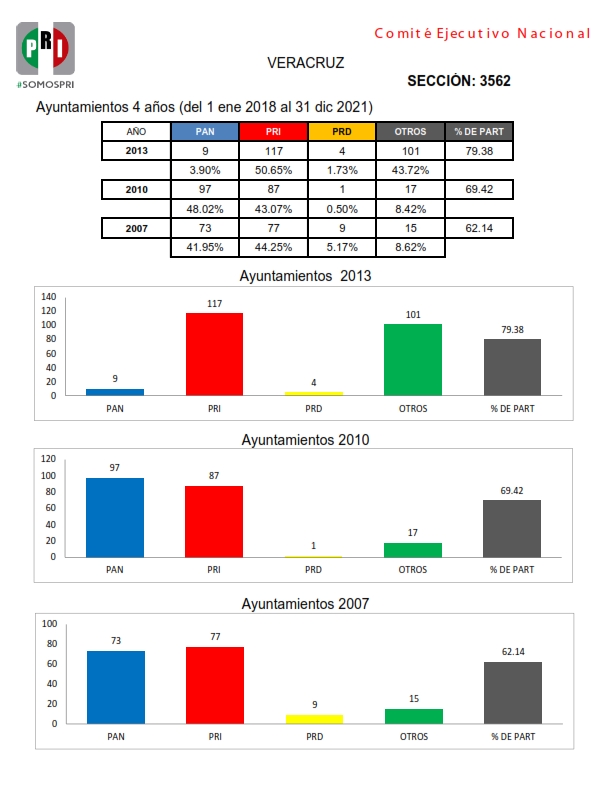 Comité Ejecutivo Nacional
PRI
#SOMOSPRI
VERACRUZ
SECCIÓN: 3562
Ayuntamientos 4 años (del 1 ene 2018 al 31 dic 2021)
AÑO PAN PRI PRD OTROS % DE PART
2013 9 117 4 101 79.38
3.90% 50.65% 1.73% 43.72%
2010 97 87 1 17 69.42
48.02% 43.07% 0.50% 8.42%
2007 73 77 9 15 62.14
41.95% 44.25% 5.17% 8.62%
Ayuntamientos 2013
140
120
100
80
60
40
20
0
9 117 4 101 79.38
PAN PRI PRD OTROS % DE PART
Ayuntamientos 2010
120
100
80
60
40
20
0
97 87 1 17 69.42
PAN PRI PRD OTROS % DE PART
Ayuntamientos 2007
100
80
60
40
20
0
73 77 9 15 62.14
PAN PRI PRD OTROS % DE PART